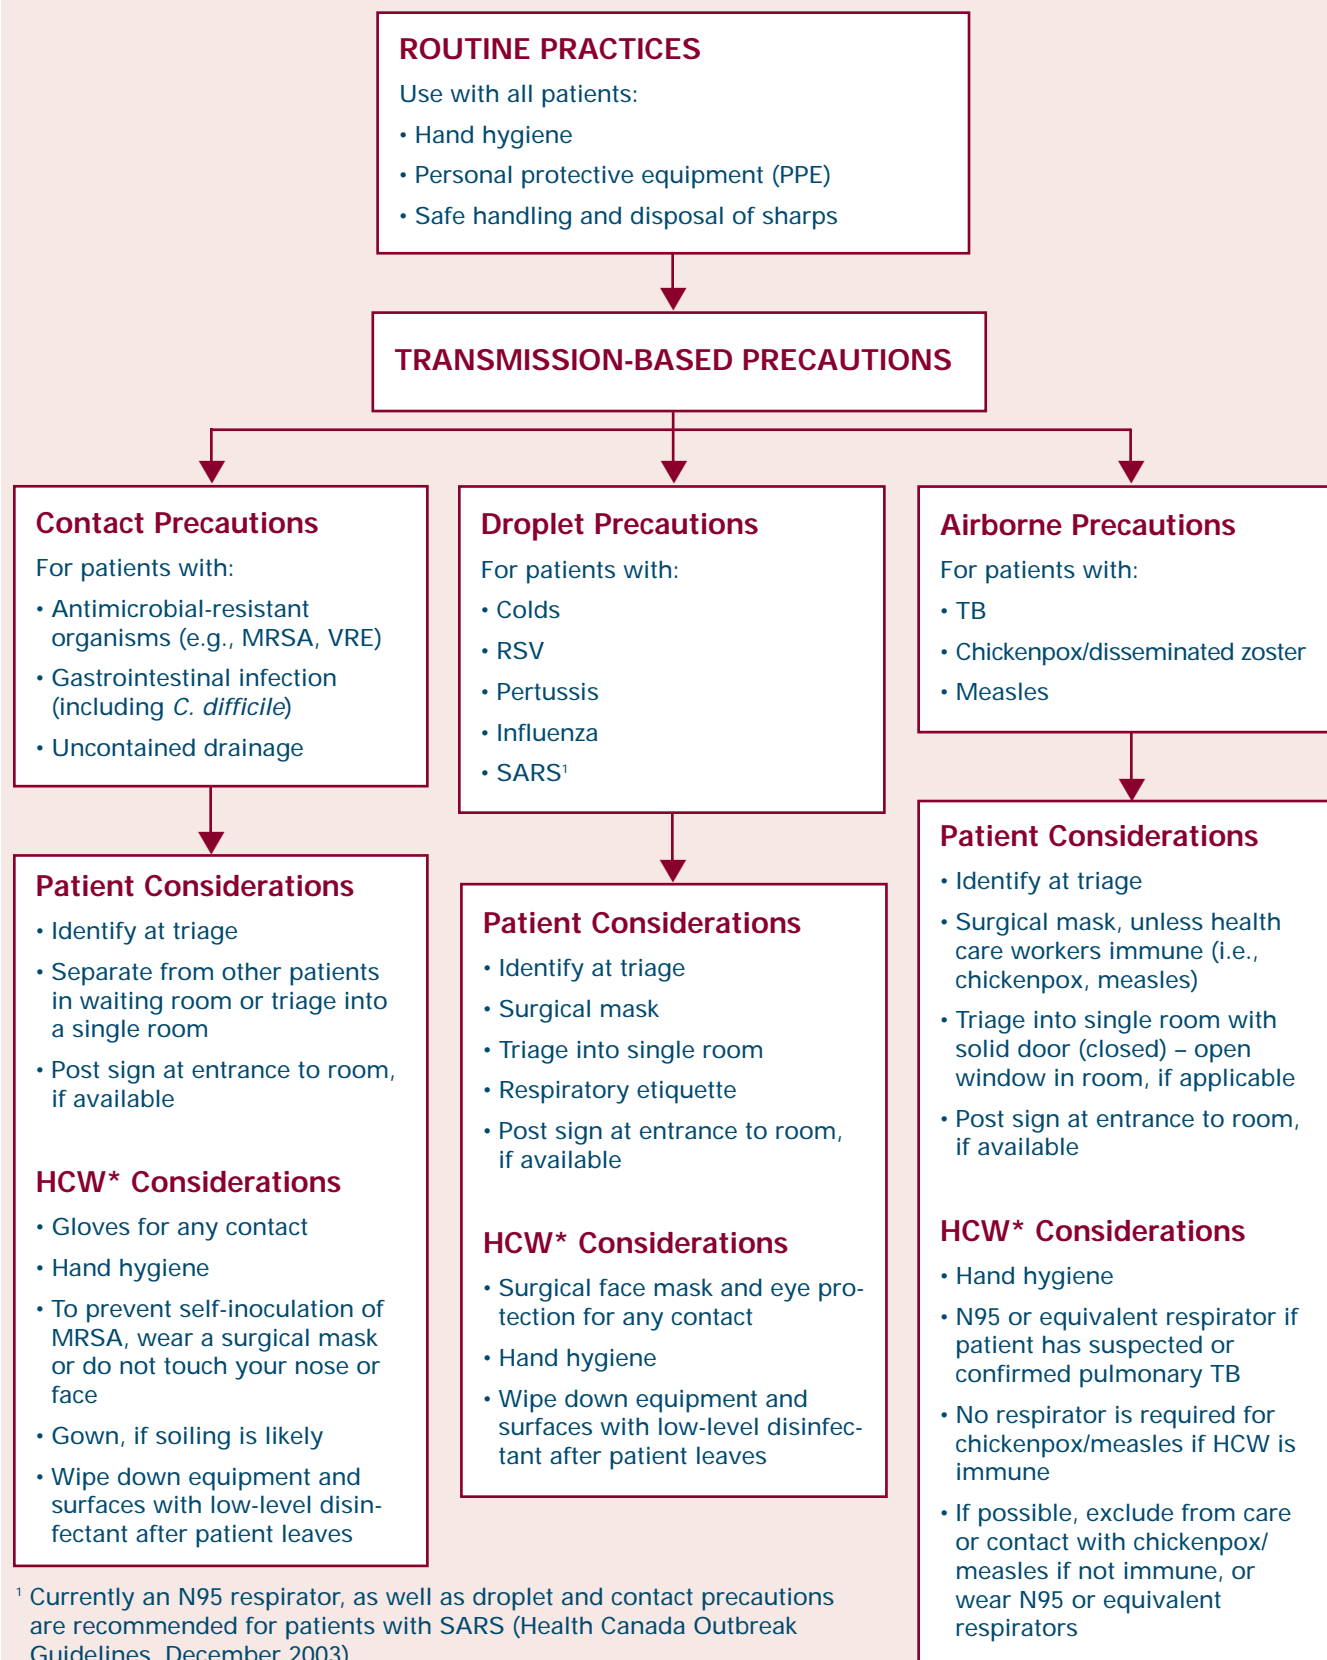 ROUTINE PRACTICES
Use with all patients:
• Hand hygiene
• Personal protective equipment (PPE)
• Safe handling and disposal of sharps
TRANSMISSION-BASED PRECAUTIONS
Contact Precautions
For patients with:
• Antimicrobial-resistant
organisms (e.g., MRSA, VRE)
• Gastrointestinal infection
(including C. difficile)
• Uncontained drainage
Patient Considerations
• Identify at triage
• Separate from other patients
in waiting room or triage into
a single room
• Post sign at entrance to room,
if available
HCW* Considerations
• Gloves for any contact
• Hand hygiene
• To prevent self-inoculation of
MRSA, wear a surgical mask
or do not touch your nose or
face
• Gown, if soiling is likely
• Wipe down equipment and
surfaces with low-level disin-
fectant after patient leaves
Droplet Precautions
For patients with:
• Colds
• RSV
• Pertussis
• Influenza
• SARS¹
Patient Considerations
• Identify at triage
• Surgical mask
• Triage into single room
• Respiratory etiquette
• Post sign at entrance to room,
if available
HCW* Considerations
• Surgical face mask and eye pro-
tection for any contact
• Hand hygiene
• Wipe down equipment and
surfaces with low-level disinfec-
tant after patient leaves
Airborne Precautions
For patients with:
• TB
• Chickenpox/disseminated zoster
• Measles
Patient Considerations
• Identify at triage
• Surgical mask, unless health
care workers immune (i.e.,
chickenpox, measles)
• Triage into single room with
solid door (closed) – open
window in room, if applicable
• Post sign at entrance to room,
if available
HCW* Considerations
• Hand hygiene
• N95 or equivalent respirator if
patient has suspected or
confirmed pulmonary TB
• No respirator is required for
chickenpox/measles if HCW is
immune
• If possible, exclude from care
or contact with chickenpox/
measles if not immune, or
wear N95 or equivalent
respirators
¹ Currently an N95 respirator, as well as droplet and contact precautions
are recommended for patients with SARS (Health Canada Outbreak
Guidelines, December 2003)